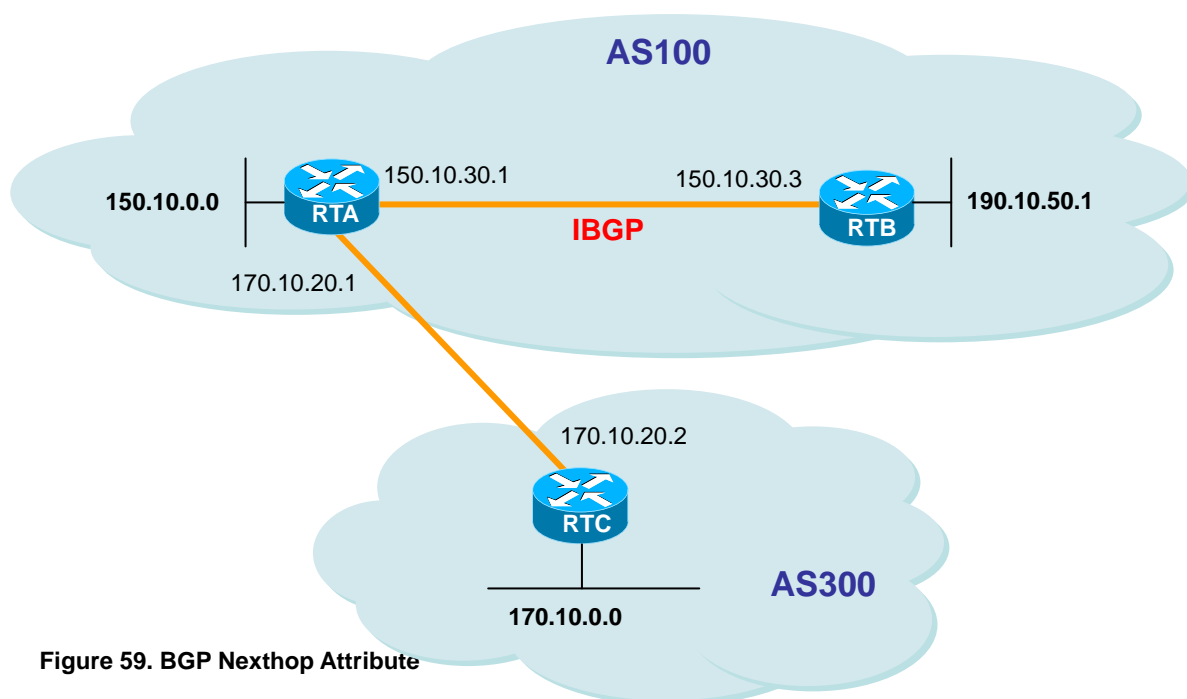 AS100
150.10.30.1
150.10.30.3
150.10.0.0
RTA
IBGP
RTB
190.10.50.1
170.10.20.1
170.10.20.2
RTC
AS300
170.10.0.0
Figure 59. BGP Nexthop Attribute